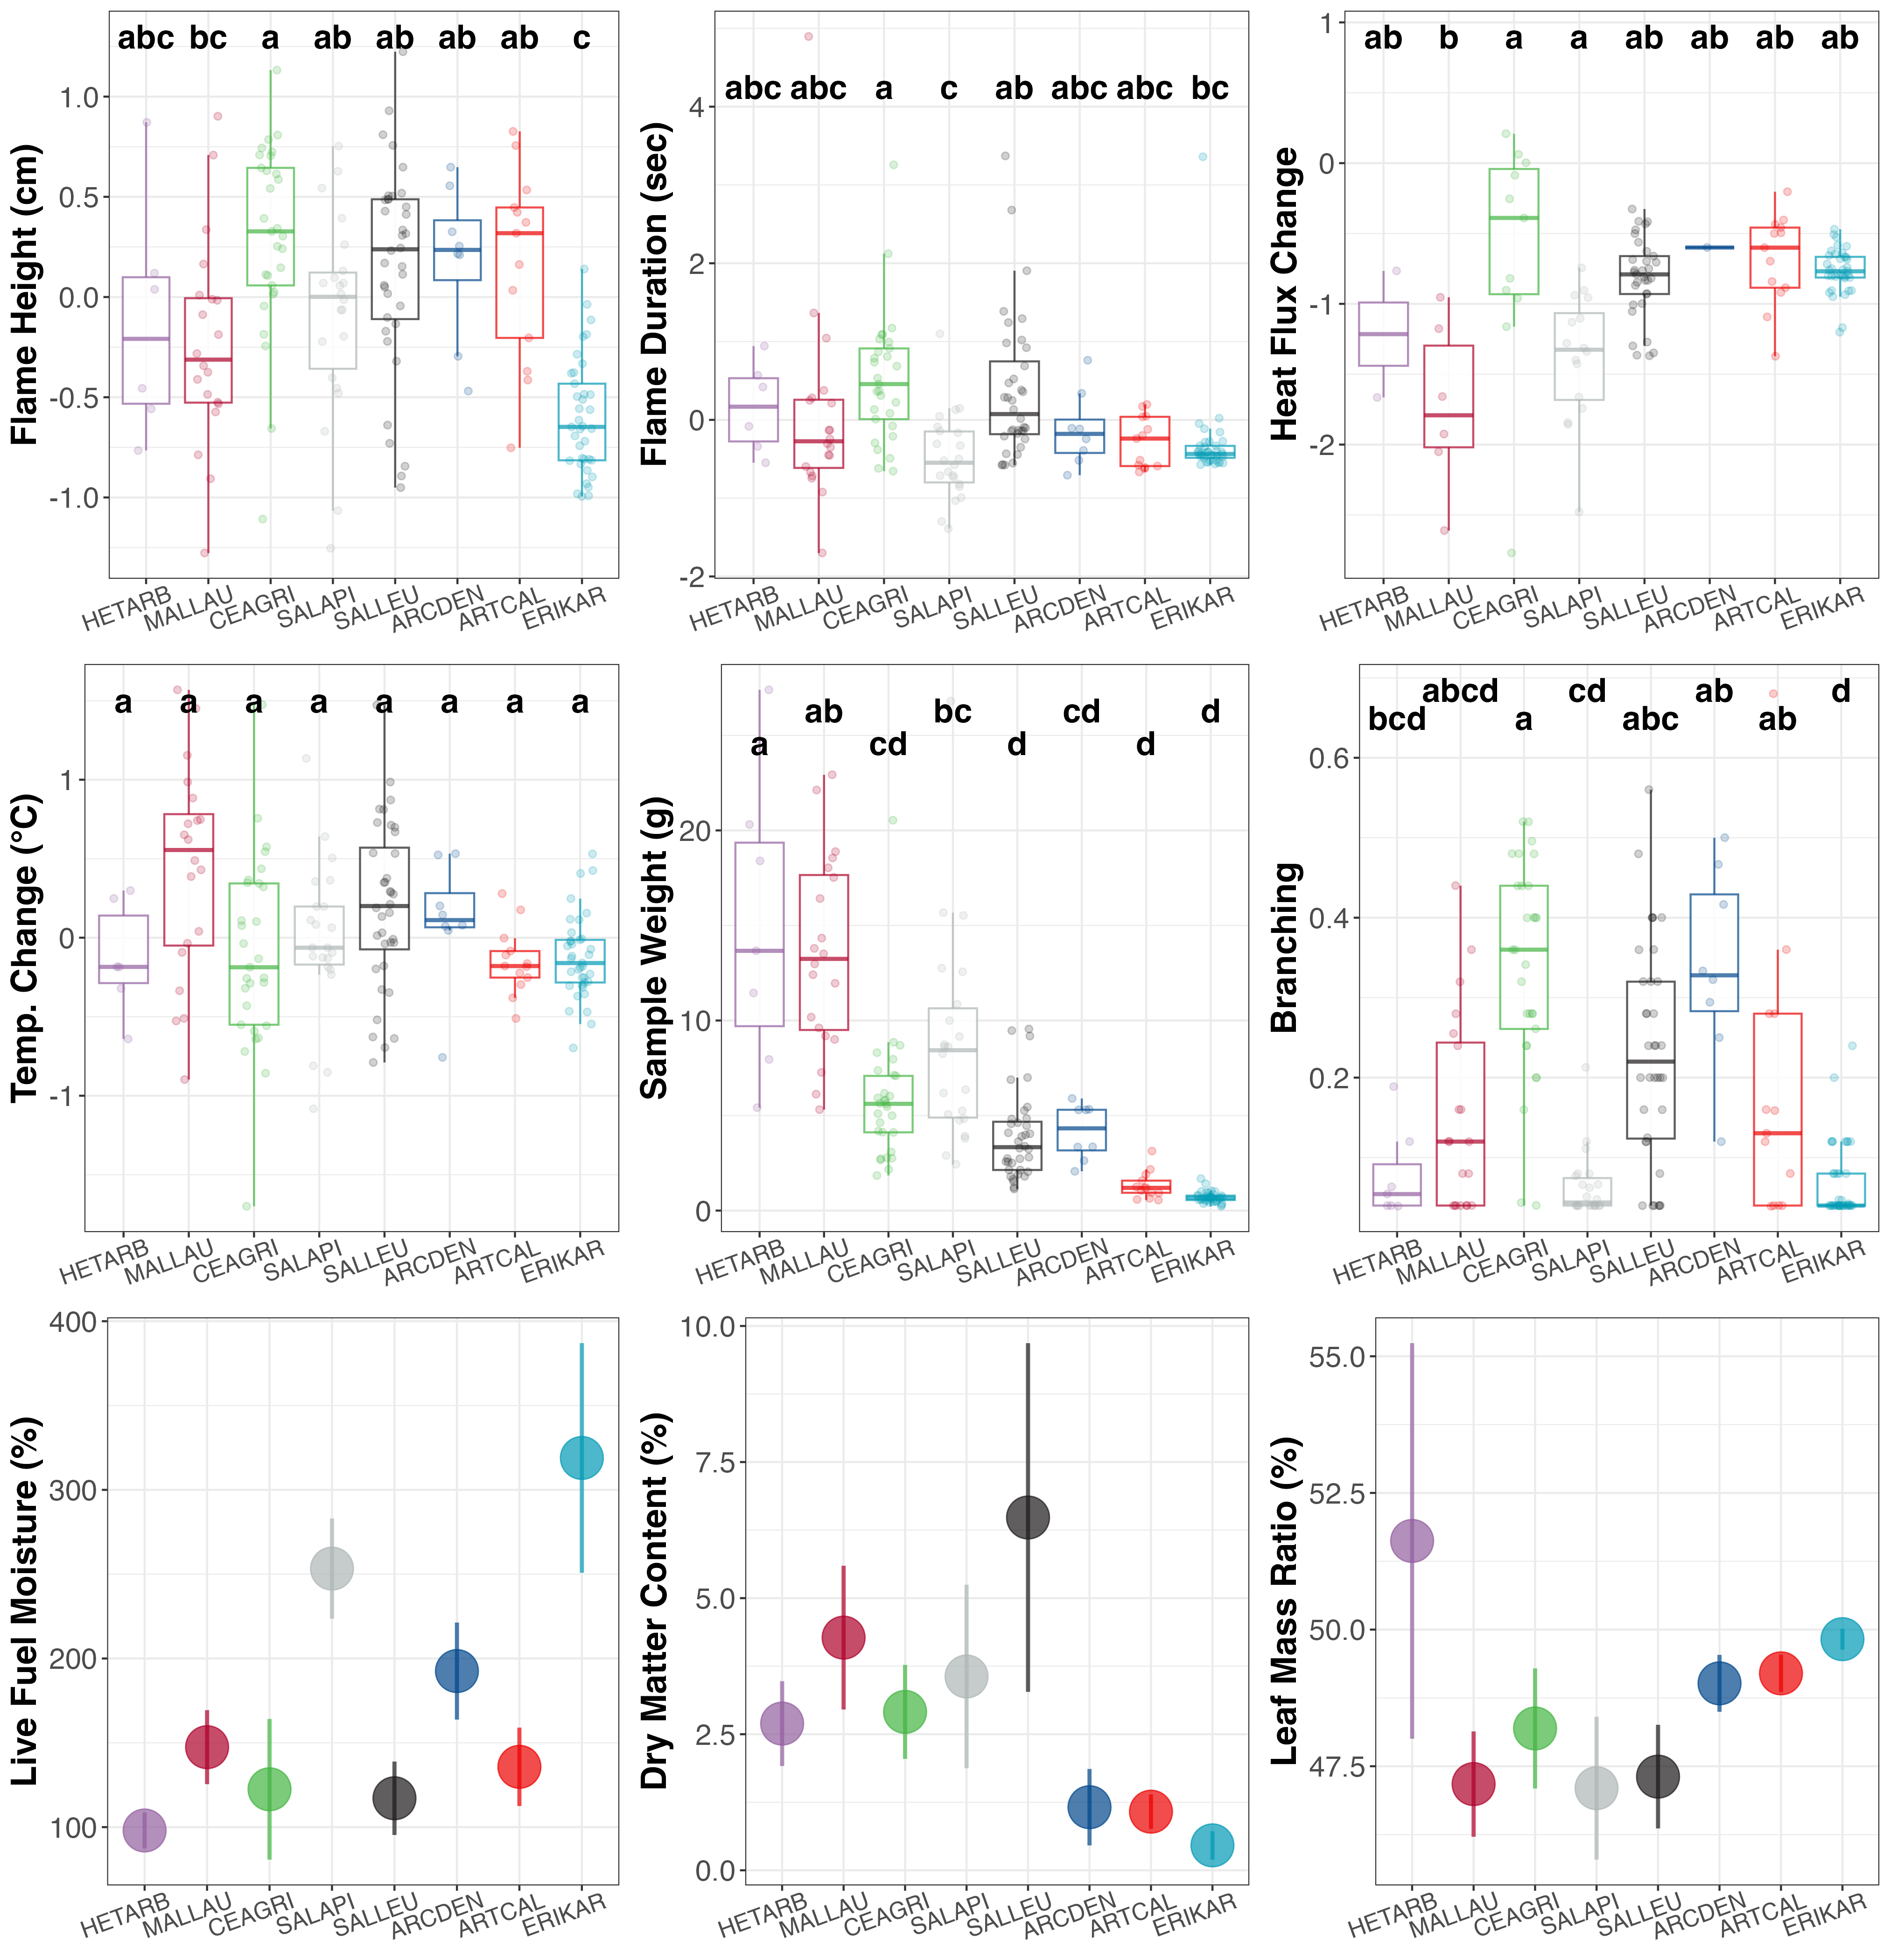 abc bc a ab ab ab ab c
Flame Height (cm)
1.0
0.5
0.0
-0.5
-1.0
HETARB MALLAU CEAGRI SALAPI SALLEU ARCDEN ARTCAL ERIKAR
abc abc a c ab abc abc bc
Flame Duration (sec)
4
2
0
-2
HETARB MALLAU CEAGRI SALAPI SALLEU ARCDEN ARTCAL ERIKAR
ab b a a ab ab ab ab
Heat Flux Change
1
0
-1
-2
HETARB MALLAU CEAGRI SALAPI SALLEU ARCDEN ARTCAL ERIKAR
a a a a a a a a
Temp. Change (°C)
1
0
-1
HETARB MALLAU CEAGRI SALAPI SALLEU ARCDEN ARTCAL ERIKAR
ab bc cd d
a cd d d
Sample Weight (g)
20
10
0
HETARB MALLAU CEAGRI SALAPI SALLEU ARCDEN ARTCAL ERIKAR
abcd cd ab d
bcd a abc ab
Branching
0.6
0.4
0.2
HETARB MALLAU CEAGRI SALAPI SALLEU ARCDEN ARTCAL ERIKAR
Live Fuel Moisture (%)
400
300
200
100
HETARB MALLAU CEAGRI SALAPI SALLEU ARCDEN ARTCAL ERIKAR
Dry Matter Content (%)
10.0
7.5
5.0
2.5
0.0
HETARB MALLAU CEAGRI SALAPI SALLEU ARCDEN ARTCAL ERIKAR
Leaf Mass Ratio (%)
55.0
52.5
50.0
47.5
HETARB MALLAU CEAGRI SALAPI SALLEU ARCDEN ARTCAL ERIKAR